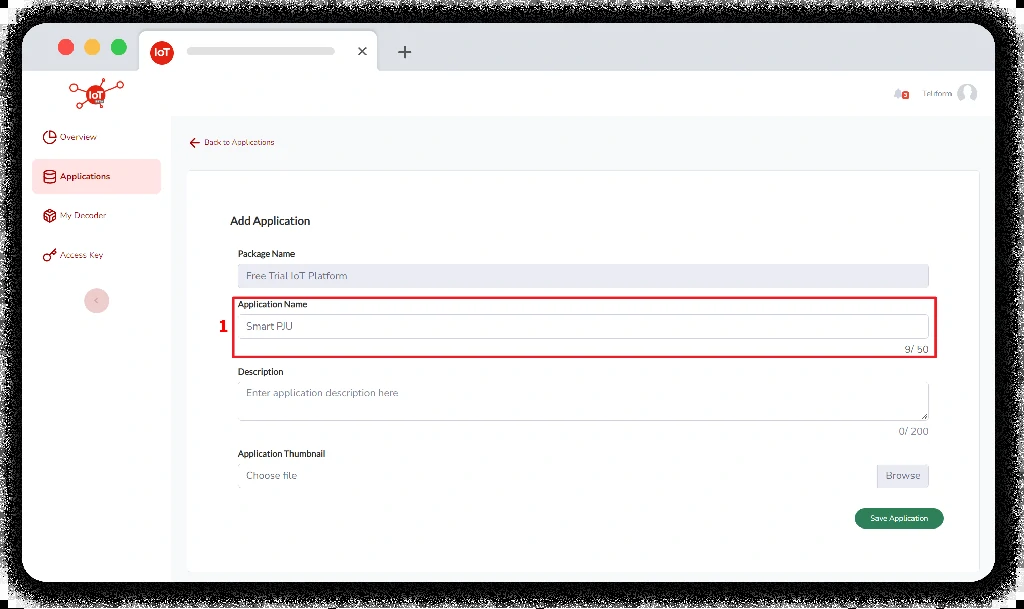 IoT
IoT
3
Overview
Applications
My Decoder
Access Key
Back to Applications
Add Application
Package Name
Free Trial IoT Platform
Application Name
1
Smart PJU
9/ 50
Description
Enter application description here
0/ 200
Application Thumbnail
Choose file
Browse
Save Application